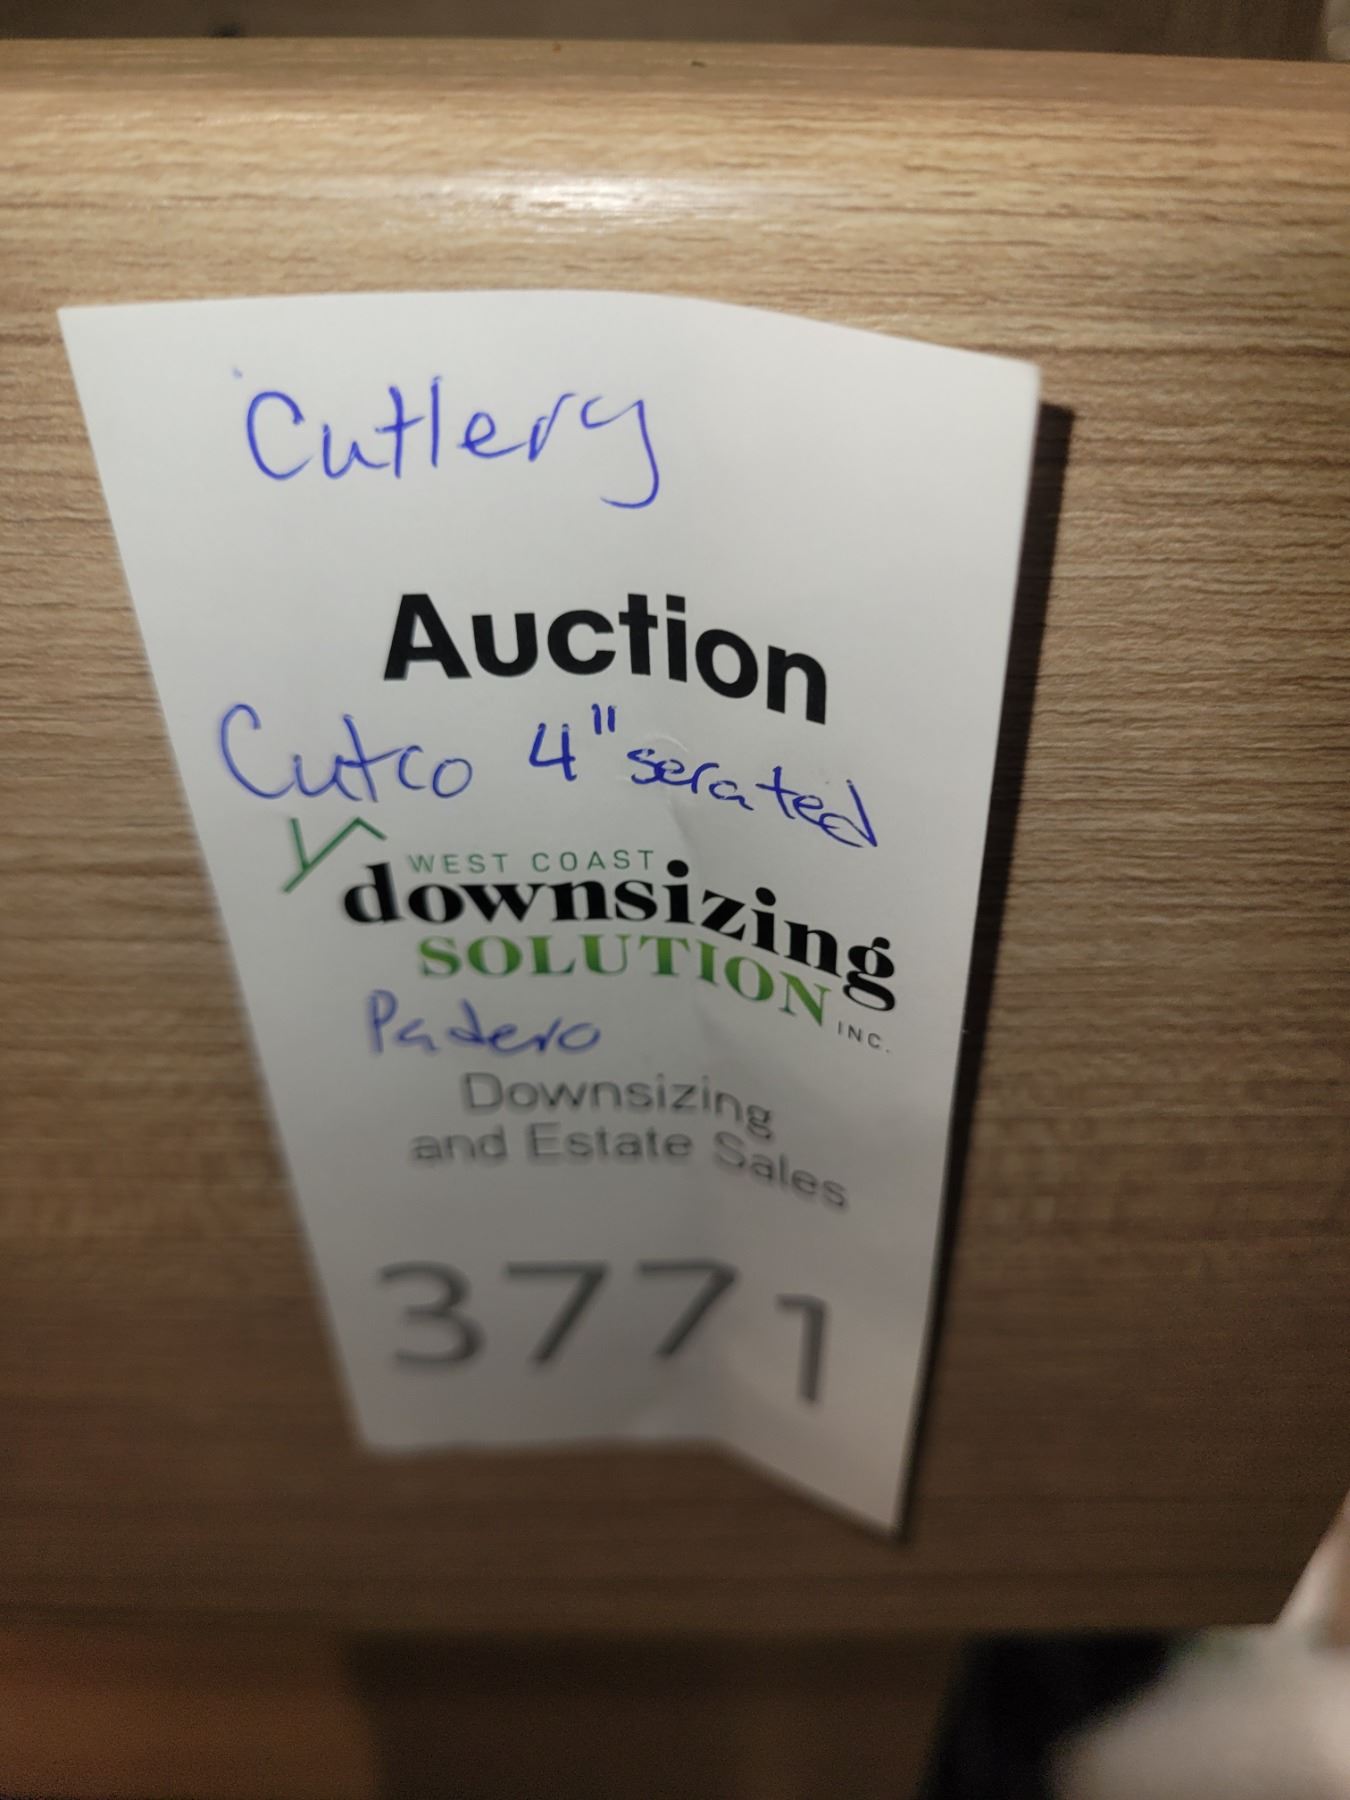 Cutlery
Auction
Cutco 4" serated
WEST COAST
downsizing
SOLUTION INC.
Padero
Downsizing
and Estate Sales
3771